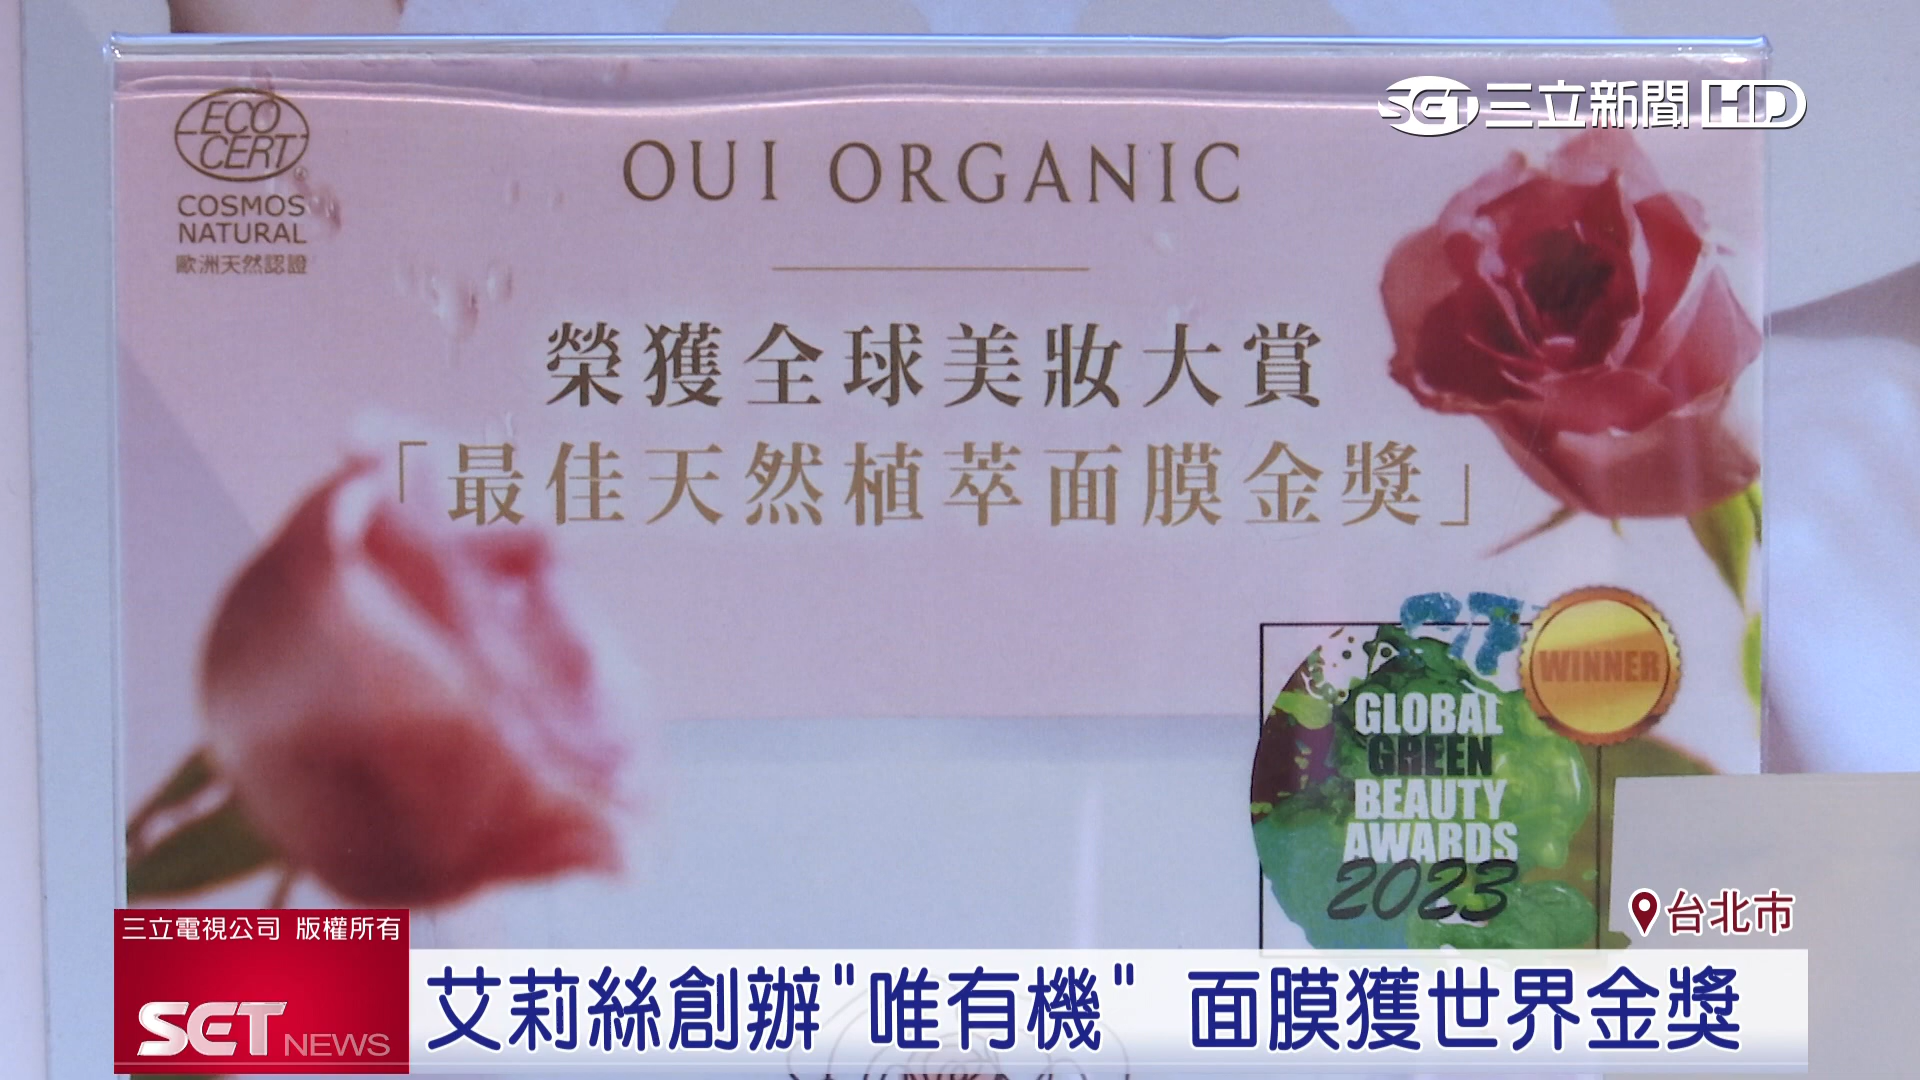 SET三立新聞HD
ECO
CERT
COSMOS
NATURAL
歐洲天然認證
OUI ORGANIC
榮獲全球美妝大賞
「最佳天然植萃面膜金獎」
WINNER
GLOBAL
GREEN
BEAUTY
AWARDS
2023
台北市
三立電視公司 版權所有
SET NEWS
艾莉絲創辦"唯有機" 面膜獲世界金獎